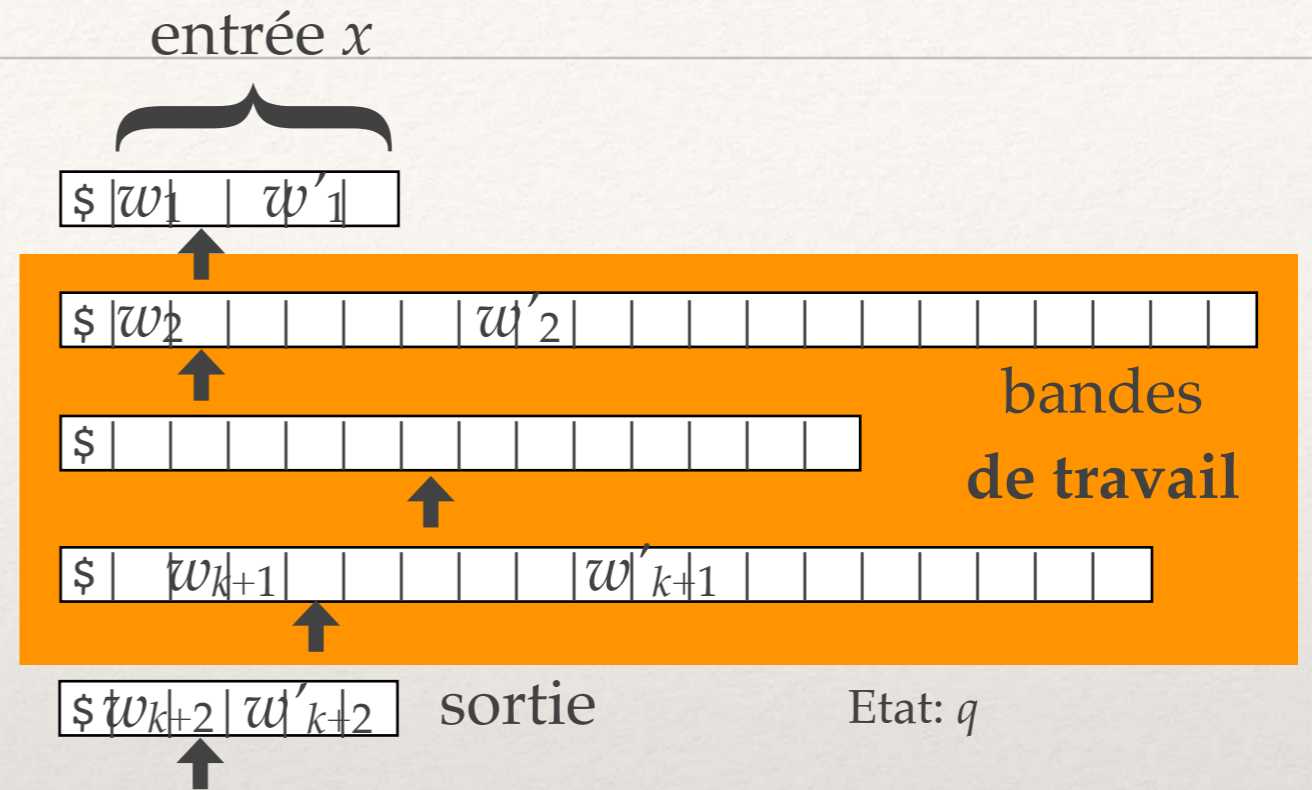 entrée x
$ w₁ w′₁
$ w₂ w′₂
bandes
$
de travail
$ wₖ₊₁ w′ₖ₊₁
$ wₖ₊₂ w′ₖ₊₂ sortie Etat: q